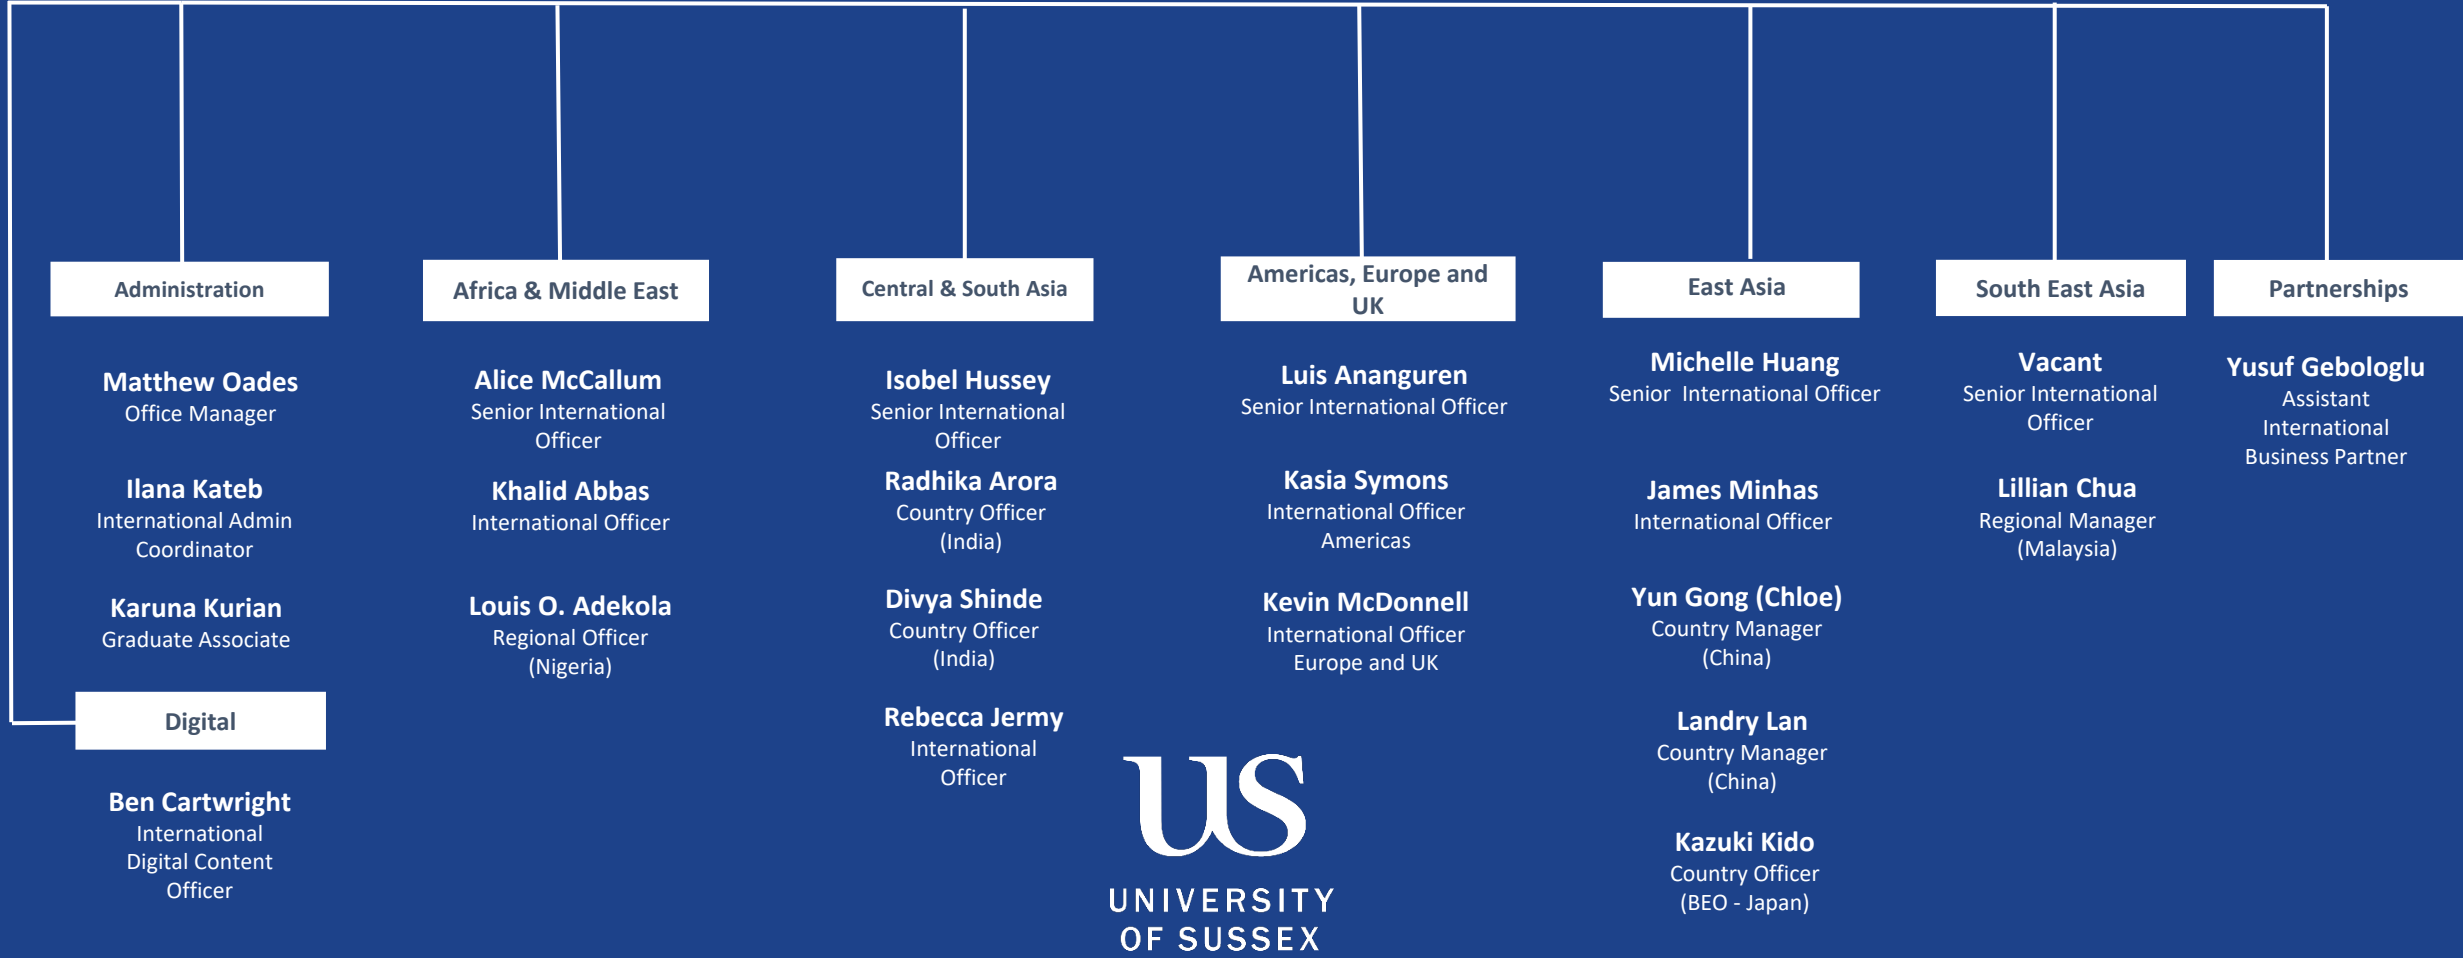 Administration
Matthew Oades
Office Manager
Ilana Kateb
International Admin
Coordinator
Karuna Kurian
Graduate Associate
Digital
Ben Cartwright
International
Digital Content
Officer
Africa & Middle East
Alice McCallum
Senior International
Officer
Khalid Abbas
International Officer
Louis O. Adekola
Regional Officer
(Nigeria)
Central & South Asia
Isobel Hussey
Senior International
Officer
Radhika Arora
Country Officer
(India)
Divya Shinde
Country Officer
(India)
Rebecca Jermy
International
Officer
Americas, Europe and
UK
Luis Ananguren
Senior International Officer
Kasia Symons
International Officer
Americas
Kevin McDonnell
International Officer
Europe and UK
East Asia
Michelle Huang
Senior  International Officer
James Minhas
International Officer
Yun Gong (Chloe)
Country Manager
(China)
Landry Lan
Country Manager
(China)
Kazuki Kido
Country Officer
(BEO - Japan)
South East Asia
Vacant
Senior International
Officer
Lillian Chua
Regional Manager
(Malaysia)
Partnerships
Yusuf Gebologlu
Assistant
International
Business Partner
US
UNIVERSITY
OF SUSSEX